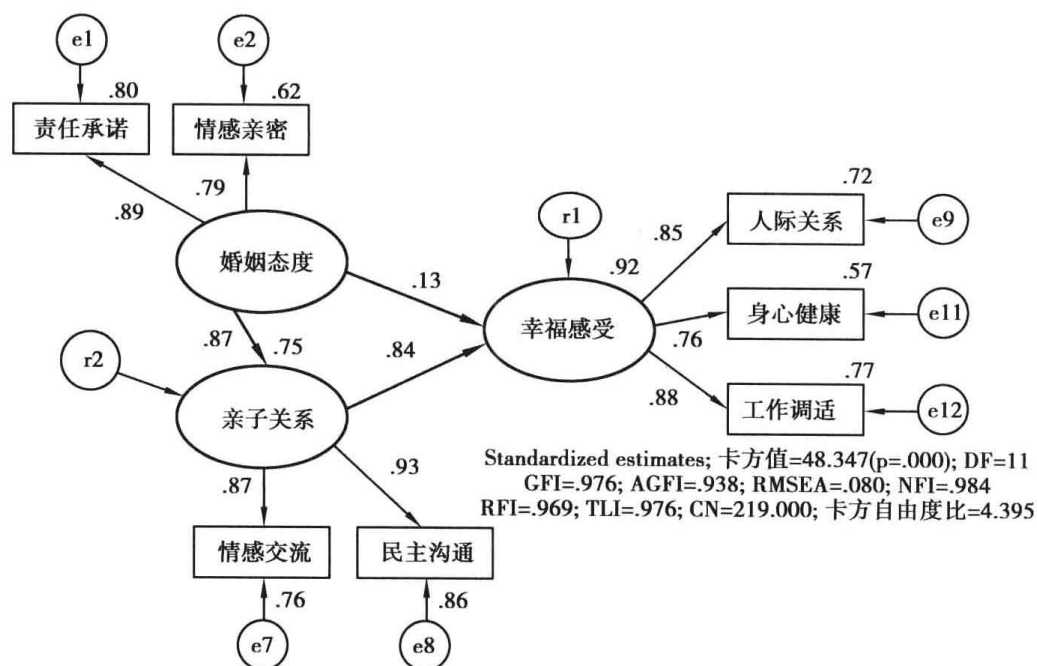 e1
e2
.80
.62
责任承诺
情感亲密
.79
.89
.72
r1
人际关系
e9
.85
婚姻态度
.92
.57
.13
身心健康
e11
幸福感受
.76
.87
.75
.84
r2
.77
.88
工作调适
e12
亲子关系
Standardized estimates; 卡方值=48.347(p=.000); DF=11
GFI=.976; AGFI=.938; RMSEA=.080; NFI=.984
RFI=.969; TLI=.976; CN=219.000; 卡方自由度比=4.395
.93
.87
情感交流
民主沟通
.76
.86
e7
e8